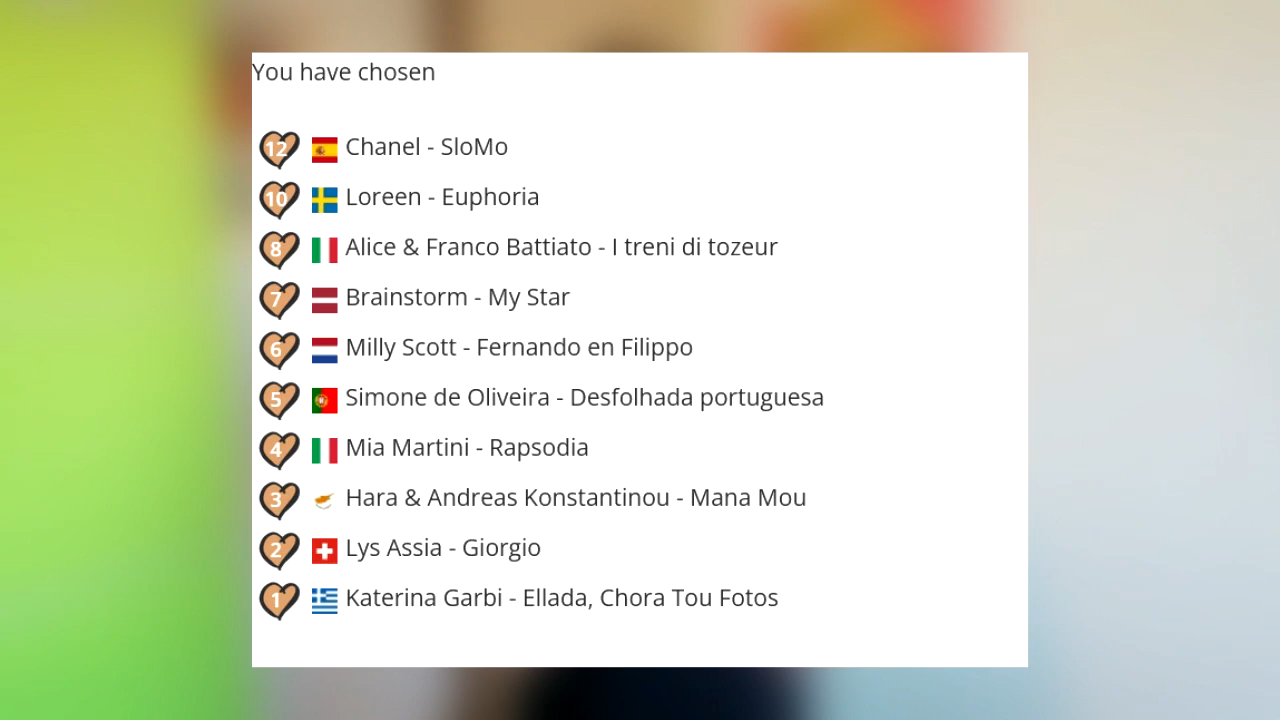 You have chosen
12 Chanel - SloMo
10 Loreen - Euphoria
8 Alice & Franco Battiato - I treni di tozeur
7 Brainstorm - My Star
6 Milly Scott - Fernando en Filippo
5 Simone de Oliveira - Desfolhada portuguesa
4 Mia Martini - Rapsodia
3 Hara & Andreas Konstantinou - Mana Mou
2 Lys Assia - Giorgio
1 Katerina Garbi - Ellada, Chora Tou Fotos